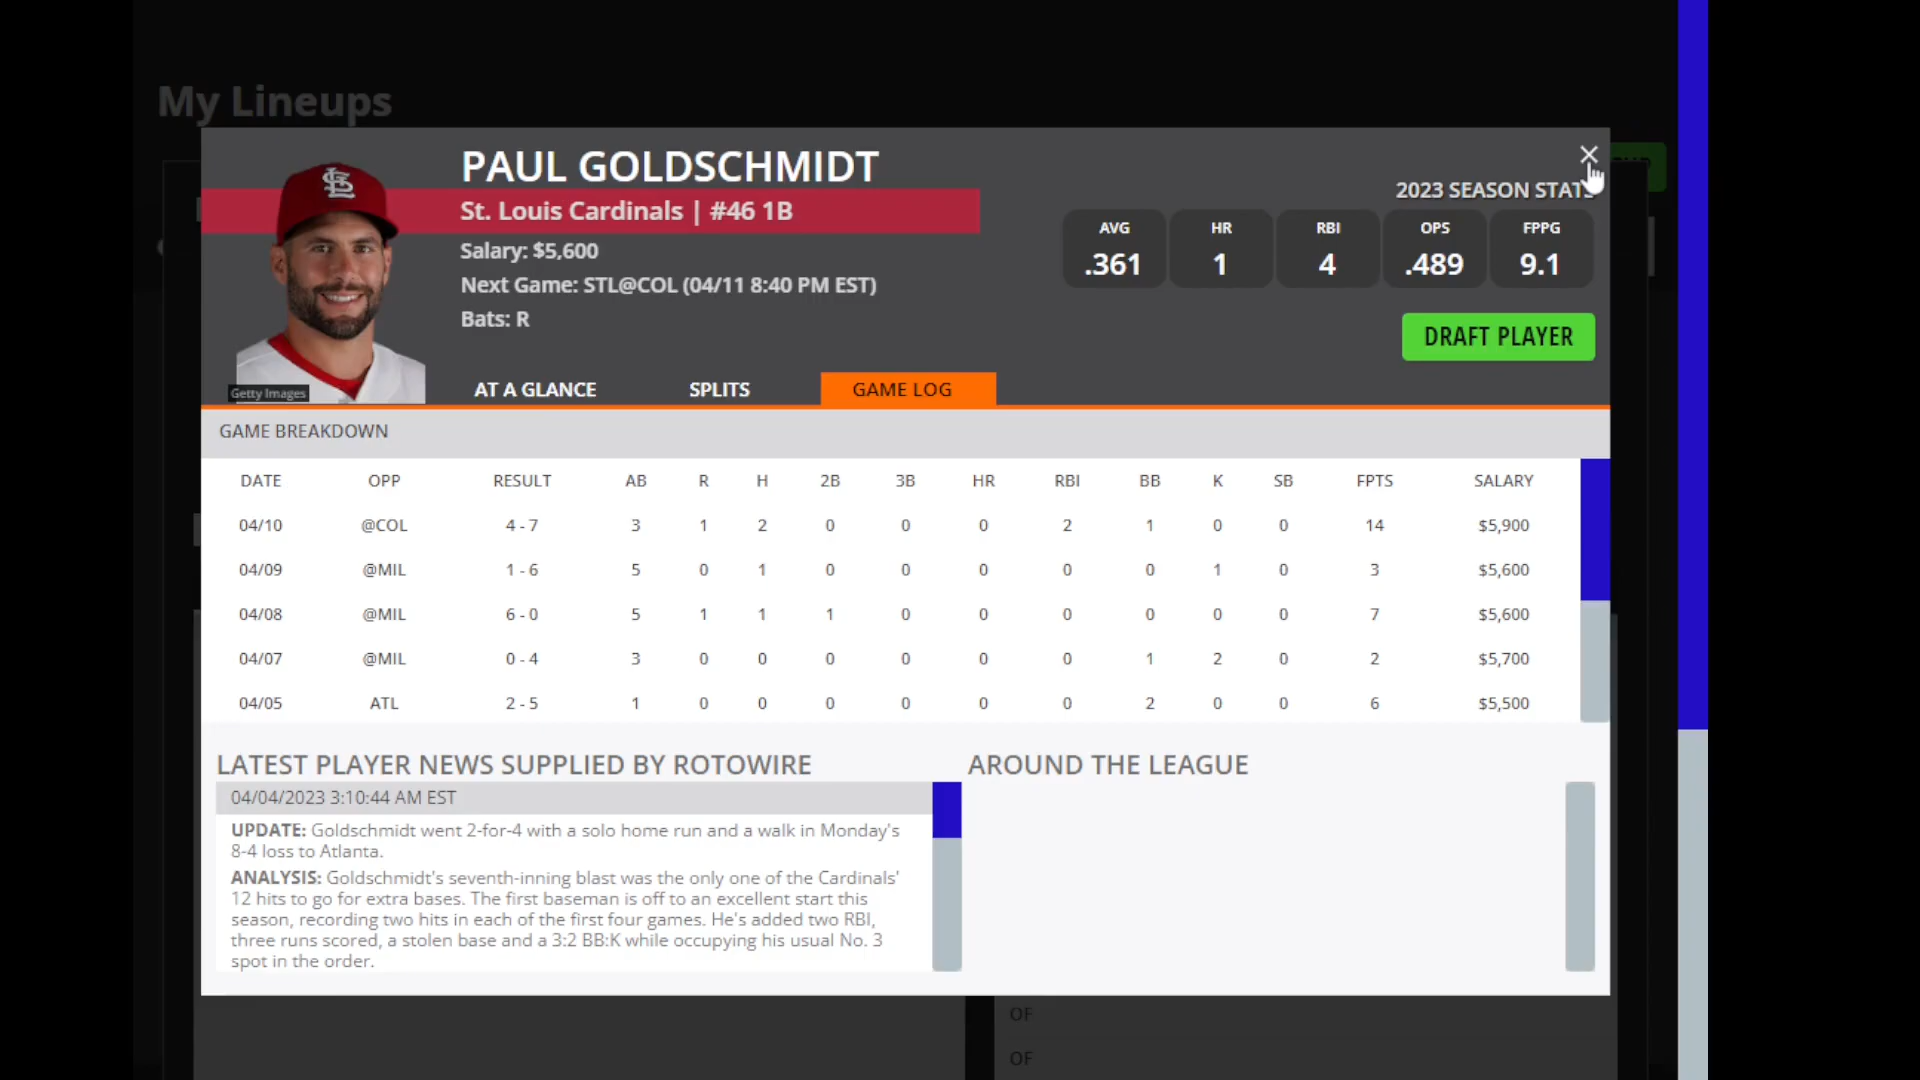 My Lineups
PAUL GOLDSCHMIDT
St. Louis Cardinals | #46 1B
Salary: $5,600
Next Game: STL@COL (04/11 8:40 PM EST)
Bats: R
Getty Images
2023 SEASON STATS
AVG HR RBI OPS FPPG
.361 1 4 .489 9.1
DRAFT PLAYER
AT A GLANCE SPLITS GAME LOG
GAME BREAKDOWN
DATE OPP RESULT AB R H 2B 3B HR RBI BB K SB FPTS SALARY
04/10 @COL 4 - 7 3 1 2 0 0 0 2 1 0 0 14 $5,900
04/09 @MIL 1 - 6 5 0 1 0 0 0 0 0 1 0 3 $5,600
04/08 @MIL 6 - 0 5 1 1 1 0 0 0 0 0 0 7 $5,600
04/07 @MIL 0 - 4 3 0 0 0 0 0 0 1 2 0 2 $5,700
04/05 ATL 2 - 5 1 0 0 0 0 0 0 2 0 0 6 $5,500
LATEST PLAYER NEWS SUPPLIED BY ROTOWIRE
04/04/2023 3:10:44 AM EST
UPDATE: Goldschmidt went 2-for-4 with a solo home run and a walk in Monday's
8-4 loss to Atlanta.
ANALYSIS: Goldschmidt's seventh-inning blast was the only one of the Cardinals'
12 hits to go for extra bases. The first baseman is off to an excellent start this
season, recording two hits in each of the first four games. He's added two RBI,
three runs scored, a stolen base and a 3:2 BB:K while occupying his usual No. 3
spot in the order.
AROUND THE LEAGUE
OF
OF